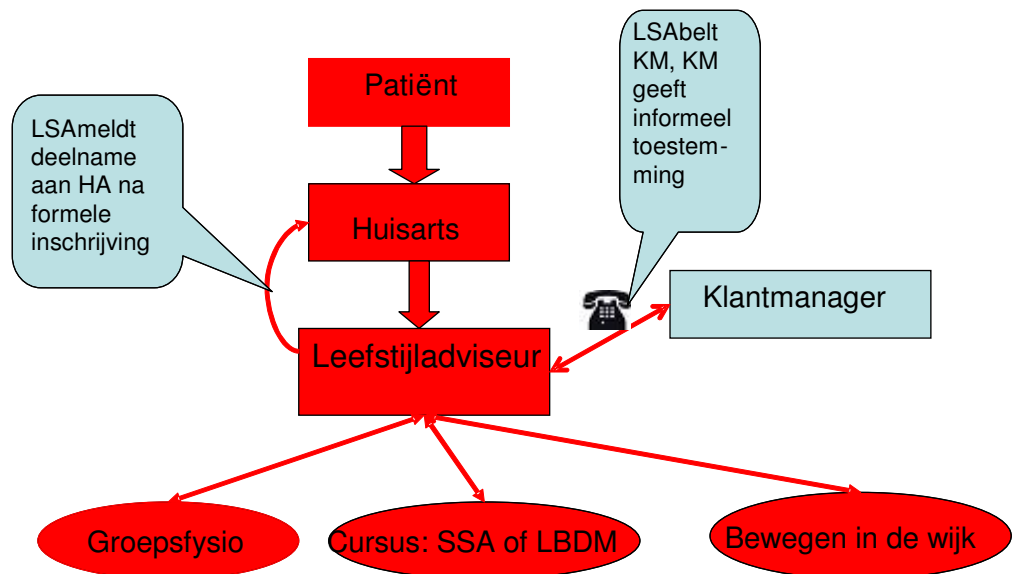 Patiënt
LSAbelt
KM, KM
geeft
informeel
toestem-
ming
LSAmeldt
deelname
aan HA na
formele
inschrijving
Huisarts
Klantmanager
Leefstijladviseur
Groepsfysio
Cursus: SSA of LBDM
Bewegen in de wijk